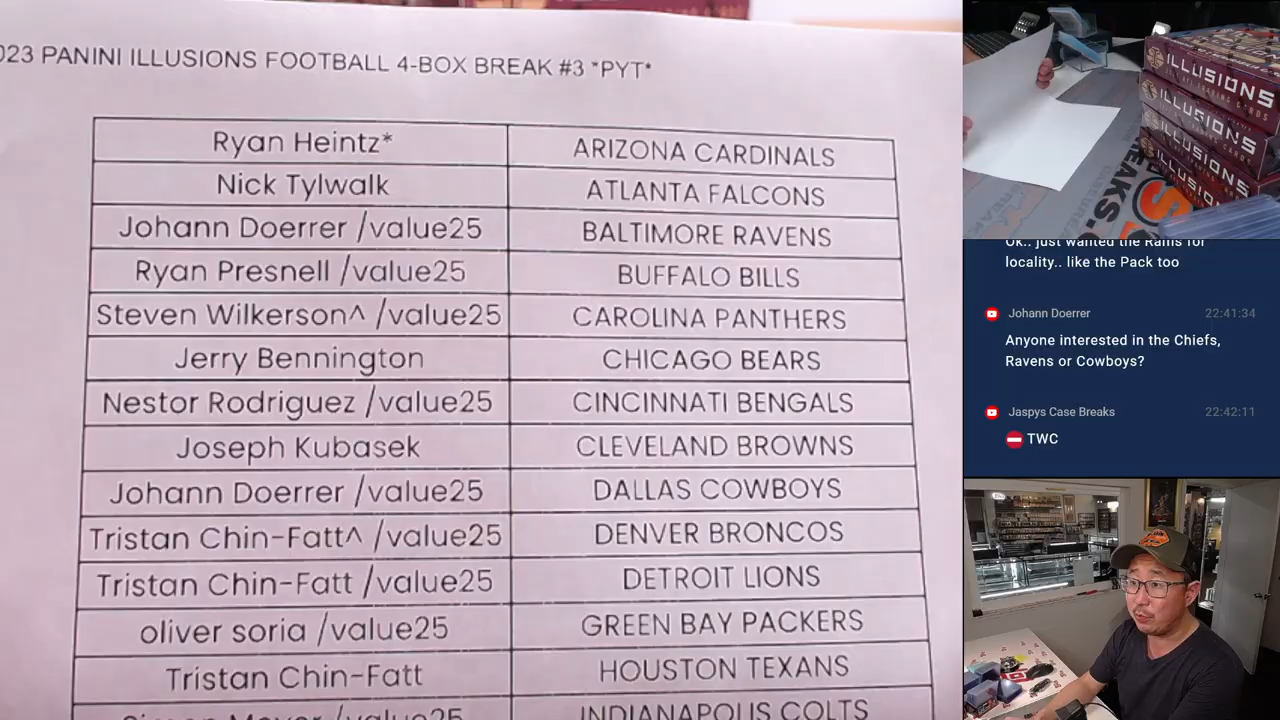 023 PANINI ILLUSIONS FOOTBALL 4-BOX BREAK #3 *PYT*
Ryan Heintz* ARIZONA CARDINALS
Nick Tylwalk ATLANTA FALCONS
Johann Doerrer /value25 BALTIMORE RAVENS
Ryan Presnell /value25 BUFFALO BILLS
Steven Wilkerson^ /value25 CAROLINA PANTHERS
Jerry Bennington CHICAGO BEARS
Nestor Rodriguez /value25 CINCINNATI BENGALS
Joseph Kubasek CLEVELAND BROWNS
Johann Doerrer /value25 DALLAS COWBOYS
Tristan Chin-Fatt^ /value25 DENVER BRONCOS
Tristan Chin-Fatt /value25 DETROIT LIONS
oliver soria /value25 GREEN BAY PACKERS
Tristan Chin-Fatt HOUSTON TEXANS
Simon Meyer /value25 INDIANAPOLIS COLTS
ILLUSIONS
ILLUSIONS
ILLUSIONS
ILLUSIONS
Ok.. just wanted the Rams for
locality.. like the Pack too
Johann Doerrer 22:41:34
Anyone interested in the Chiefs,
Ravens or Cowboys?
Jaspys Case Breaks 22:42:11
TWC